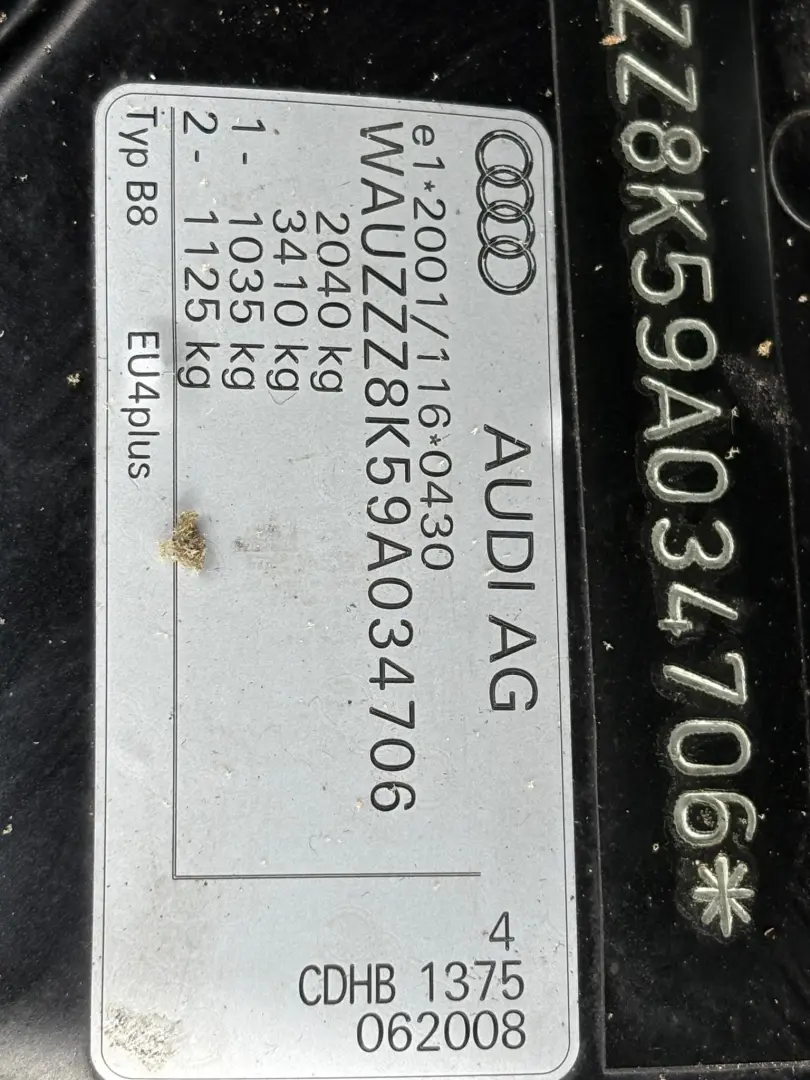 ZZ8K59A034706*
AUDI AG
e1*2001/116*0430
WAUZZZ8K59A034706
2040 kg
3410 kg
1- 1035 kg
2- 1125 kg
Typ B8 EU4plus
4
CDHB 1375
062008